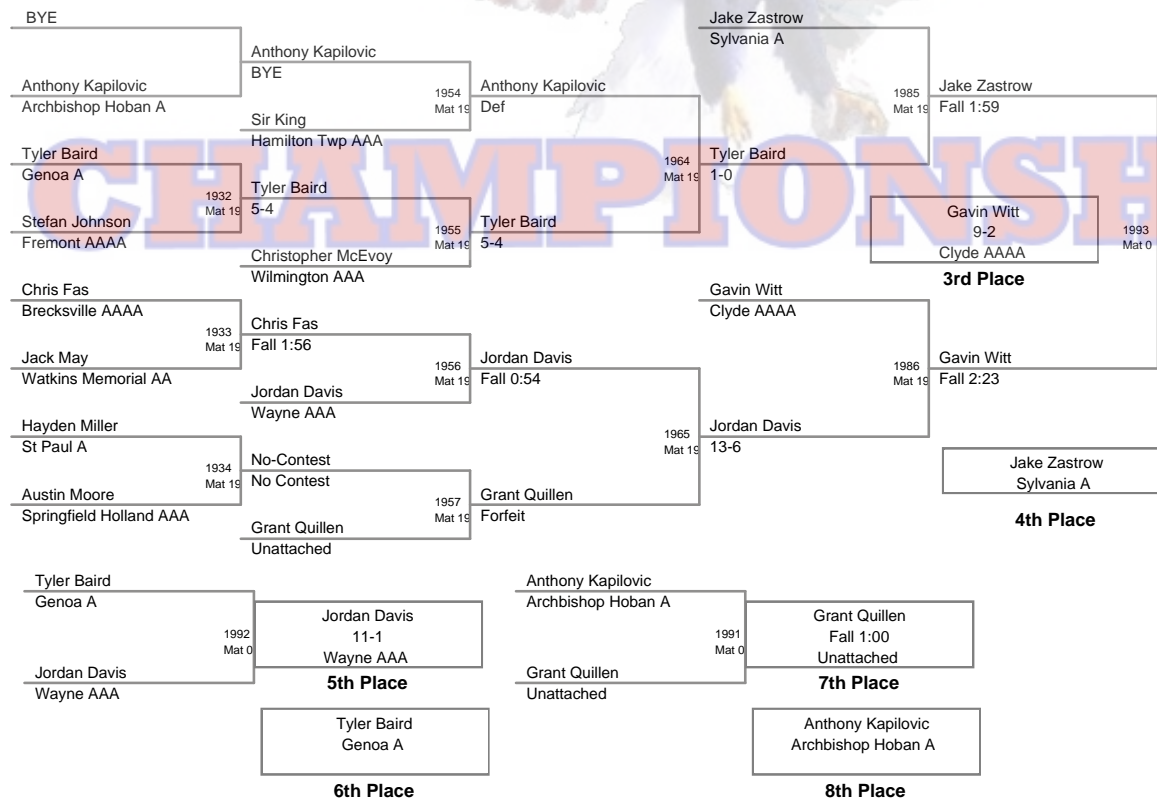 BYE
Jake Zastrow
Sylvania A
Anthony Kapilovic
BYE
Anthony Kapilovic
Archbishop Hoban A
1954
Mat 19
Anthony Kapilovic
Def
1985
Mat 19
Jake Zastrow
Fall 1:59
Sir King
Hamilton Twp AAA
CHAMPIONSH
Tyler Baird
Genoa A
1964
Mat 19
Tyler Baird
1-0
1932
Mat 19
Tyler Baird
5-4
Stefan Johnson
Fremont AAAA
1955
Mat 19
Tyler Baird
5-4
Gavin Witt
9-2
Clyde AAAA
3rd Place
1993
Mat 0
Christopher McEvoy
Wilmington AAA
Chris Fas
Brecksville AAAA
Gavin Witt
Clyde AAAA
1933
Mat 19
Chris Fas
Fall 1:56
Jack May
Watkins Memorial AA
1956
Mat 19
Jordan Davis
Fall 0:54
1986
Mat 19
Gavin Witt
Fall 2:23
Jordan Davis
Wayne AAA
Hayden Miller
St Paul A
1965
Mat 19
Jordan Davis
13-6
1934
Mat 19
No-Contest
No Contest
Jake Zastrow
Sylvania A
4th Place
Austin Moore
Springfield Holland AAA
1957
Mat 19
Grant Quillen
Forfeit
Grant Quillen
Unattached
Tyler Baird
Genoa A
1992
Mat 0
Jordan Davis
11-1
Wayne AAA
5th Place
Jordan Davis
Wayne AAA
Tyler Baird
Genoa A
6th Place
Anthony Kapilovic
Archbishop Hoban A
1991
Mat 0
Grant Quillen
Fall 1:00
Unattached
7th Place
Grant Quillen
Unattached
Anthony Kapilovic
Archbishop Hoban A
8th Place